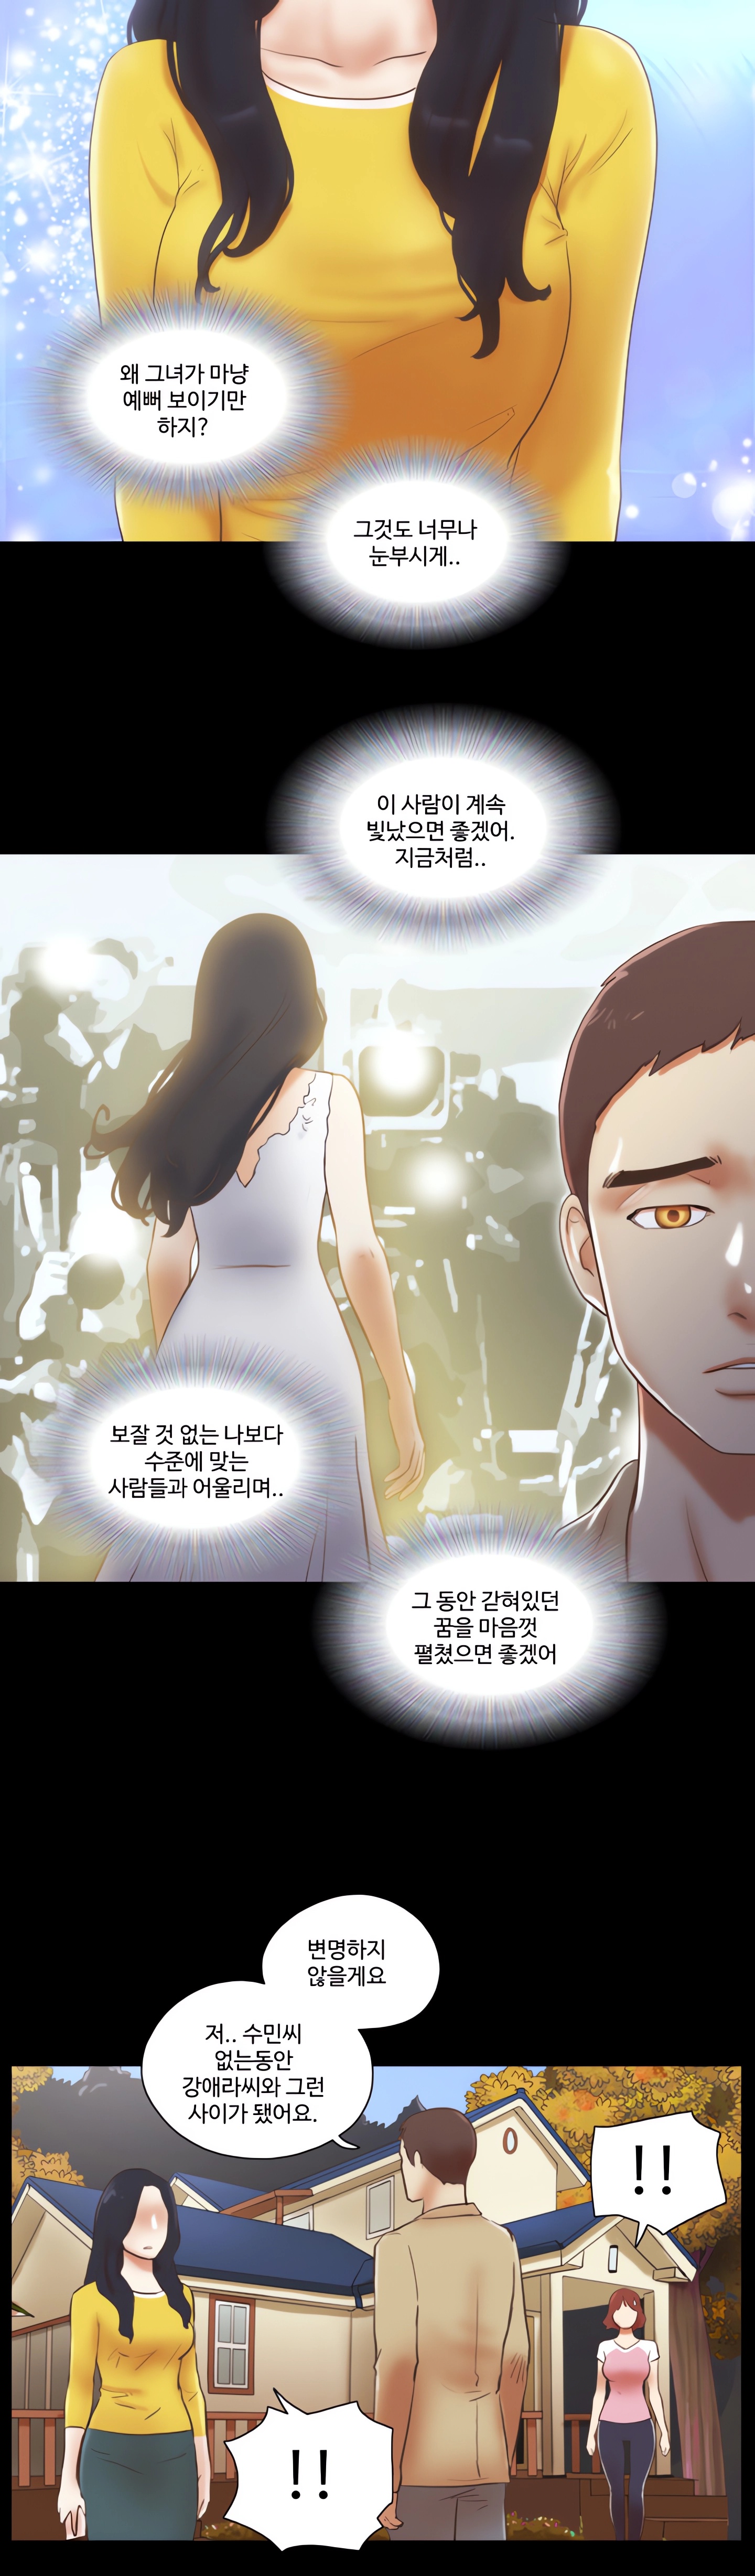 왜 그녀가 마냥
예뻐 보이기만
하지?
그것도 너무나
눈부시게..
이 사람이 계속
빛났으면 좋겠어.
지금처럼..
보잘 것 없는 나보다
수준에 맞는
사람들과 어울리며..
그 동안 갇혀있던
꿈을 마음껏
펼쳤으면 좋겠어
변명하지
않을게요
저.. 수민씨
없는동안
강애라씨와 그런
사이가 됐어요.
!!
!!